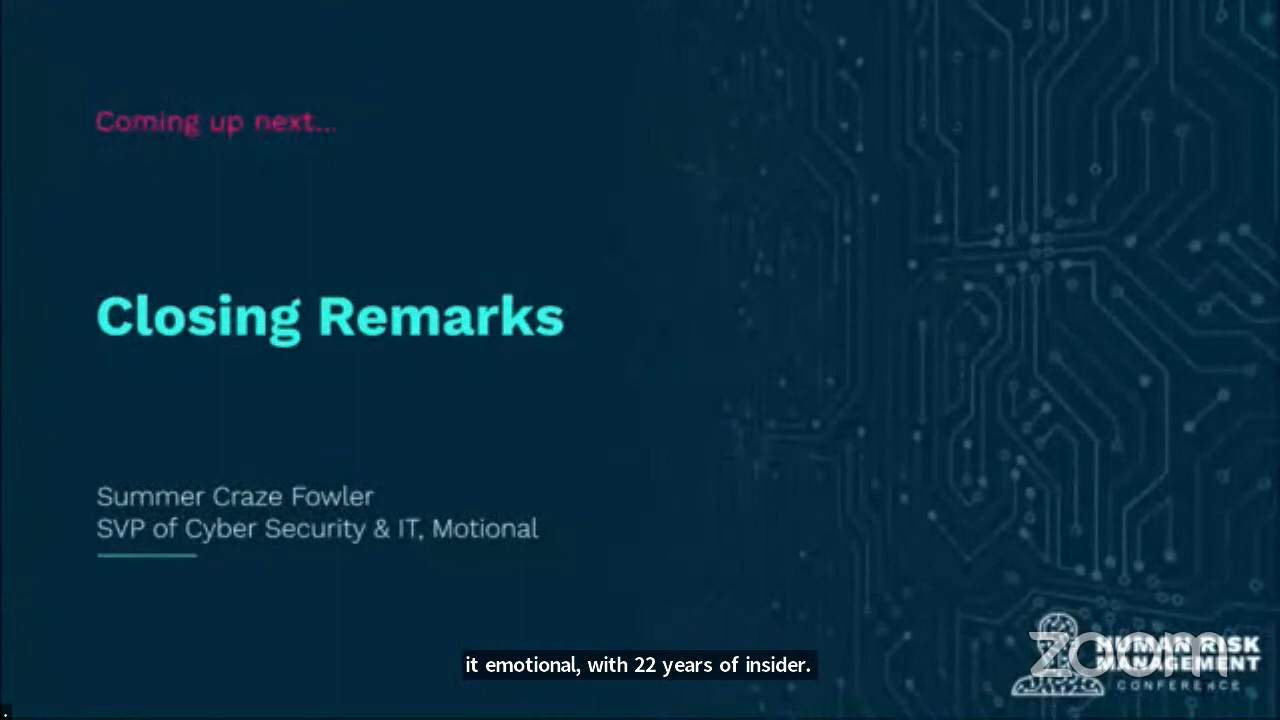 Coming up next...
Closing Remarks
Summer Craze Fowler
SVP of Cyber Security & IT, Motional
it emotional, with 22 years of insider.
HUMAN RISK
MANAGEMENT
CONFERENCE
zoom